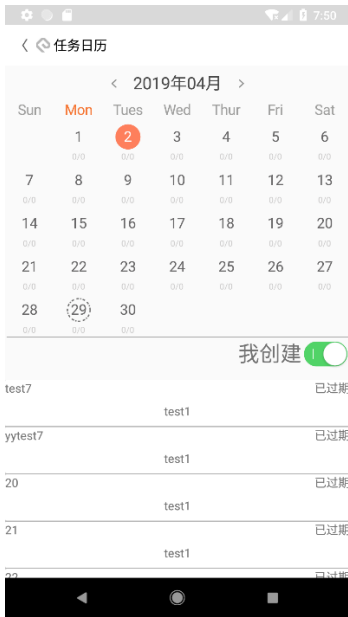 7:50
任务日历
< 2019年04月 >
Sun Mon Tues Wed Thur Fri Sat
1 2 3 4 5 6
0/0 0/0 0/0 0/0 0/0 0/0
7 8 9 10 11 12 13
0/0 0/0 0/0 0/0 0/0 0/0 0/0
14 15 16 17 18 19 20
0/0 0/0 0/0 0/0 0/0 0/0 0/0
21 22 23 24 25 26 27
0/0 0/0 0/0 0/0 0/0 0/0 0/0
28 29 30
0/0 0/0 0/0
我创建
test7 已过期
test1
yytest7 已过期
test1
20 已过期
test1
21 已过期
test1
22 已过期